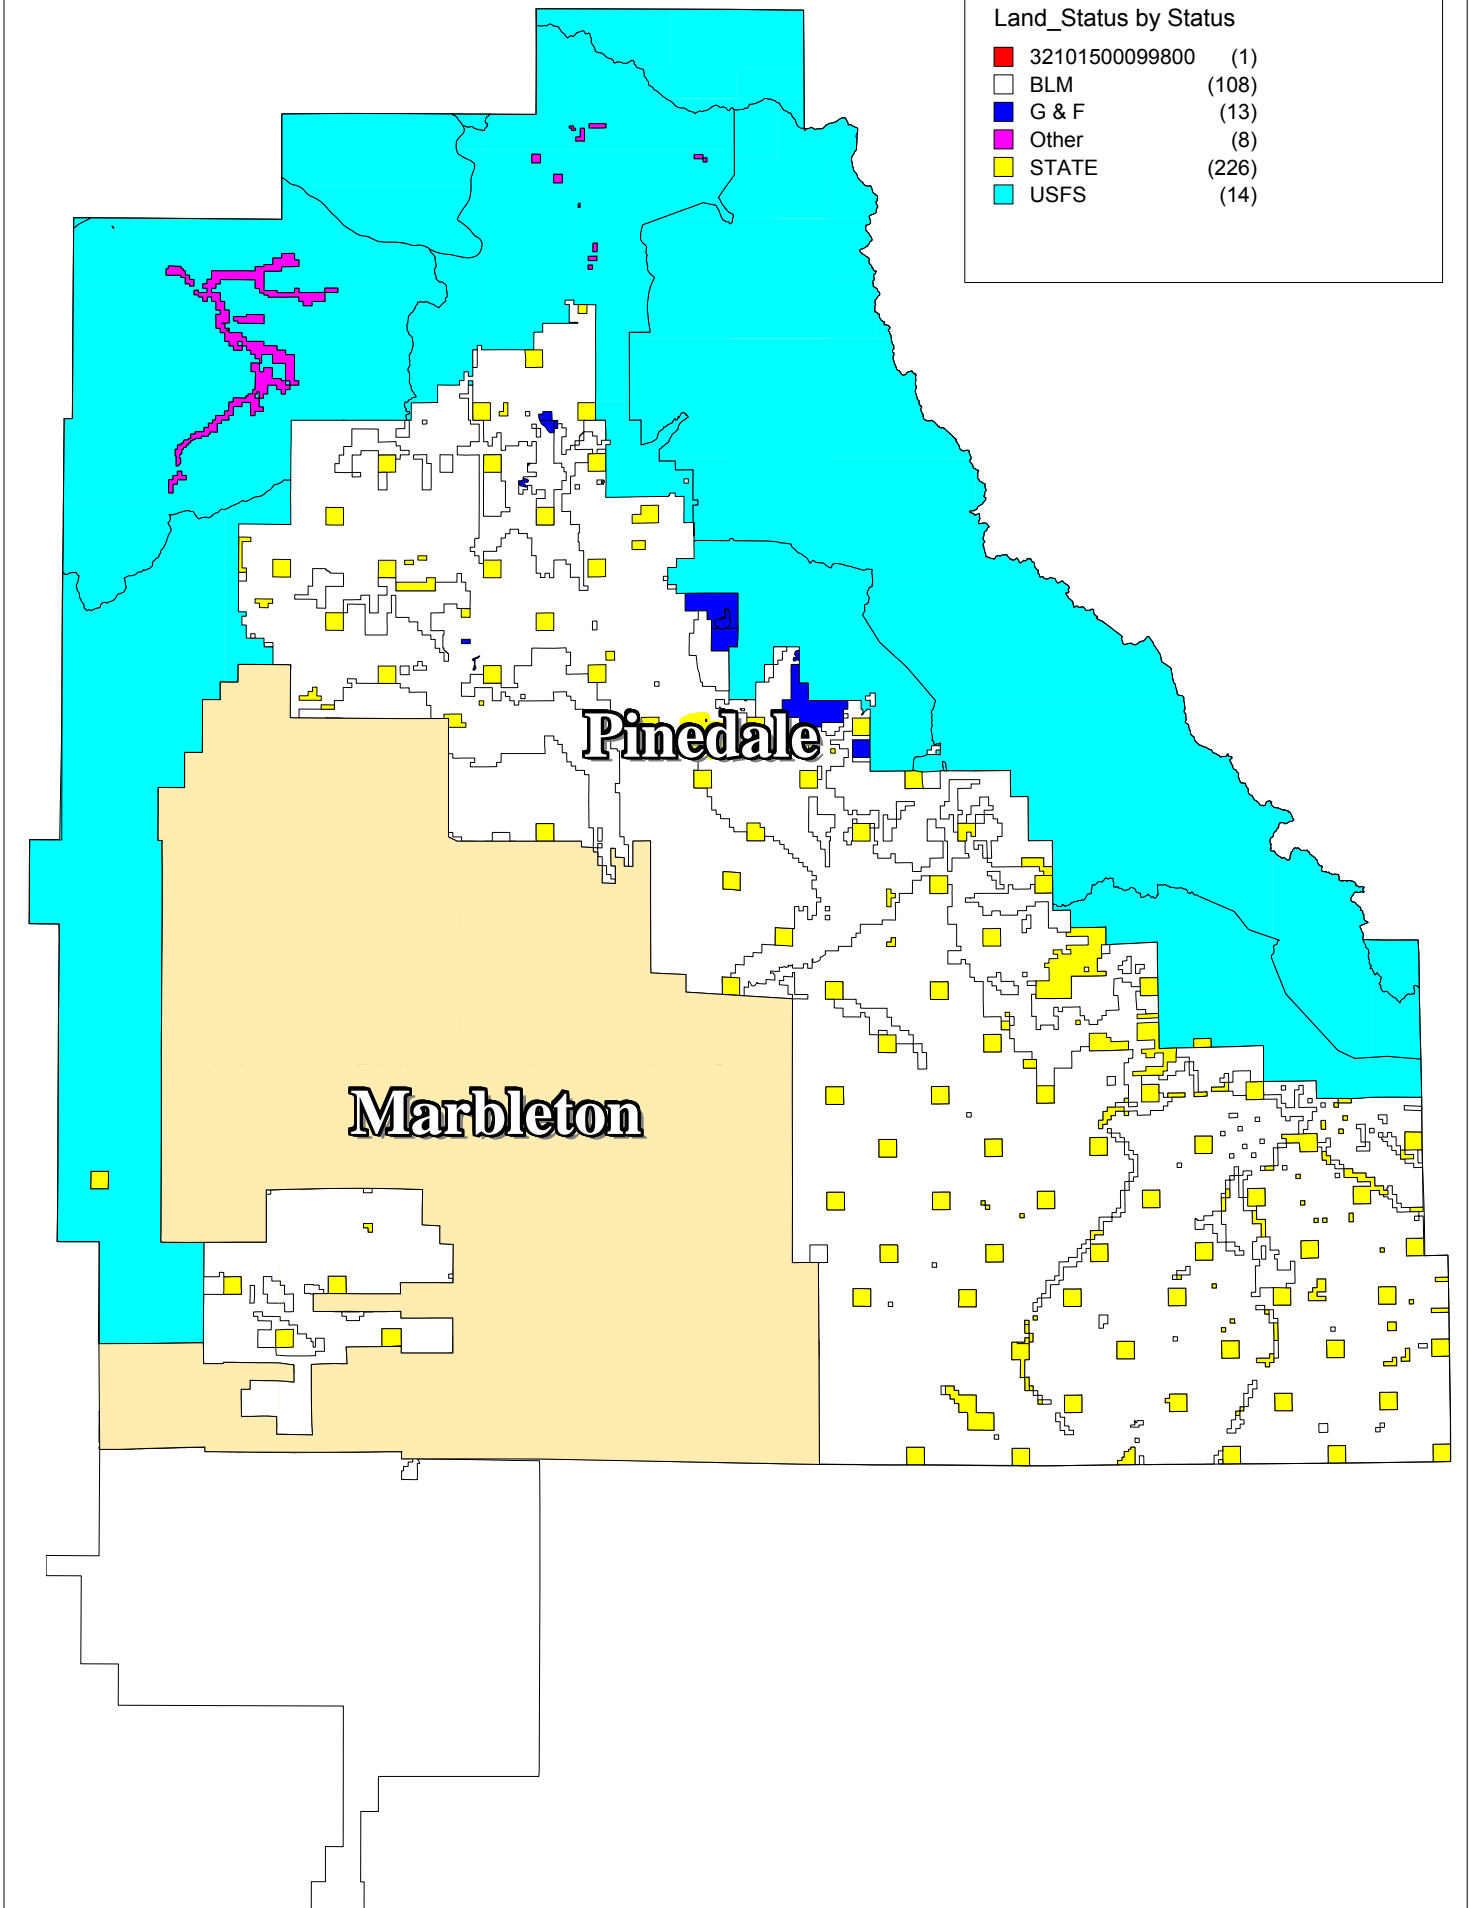 Land_Status by Status
32101500099800 (1)
BLM (108)
G & F (13)
Other (8)
STATE (226)
USFS (14)
Pinedale
Marbleton